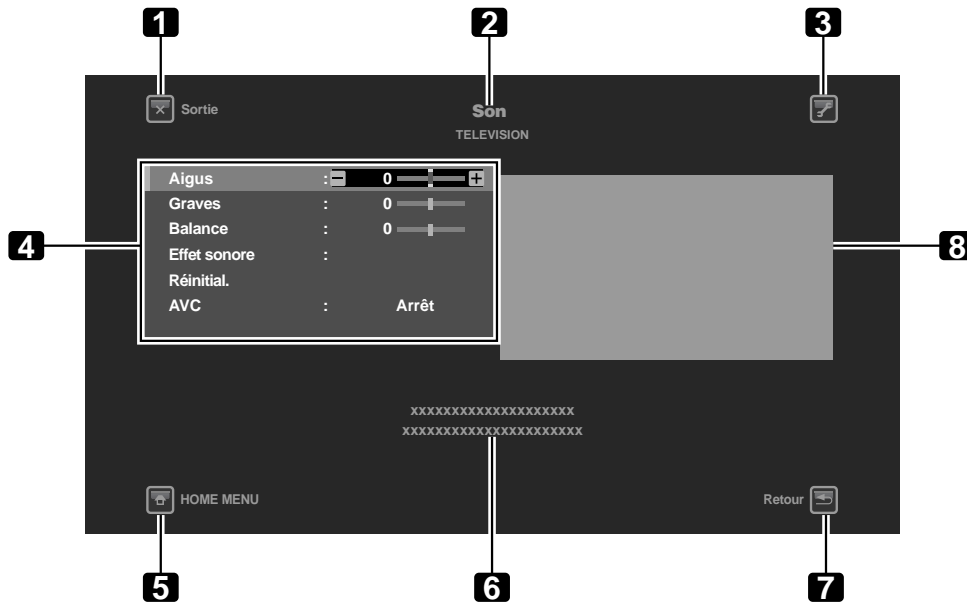 1 2 3
Sortie Son
TELEVISION
Aigus : 0
Graves : 0
Balance : 0
4 8
Effet sonore :
Réinitial.
AVC : Arrêt
xxxxxxxxxxxxxxxxxxxx
xxxxxxxxxxxxxxxxxxxxxx
HOME MENU Retour
5 6 7